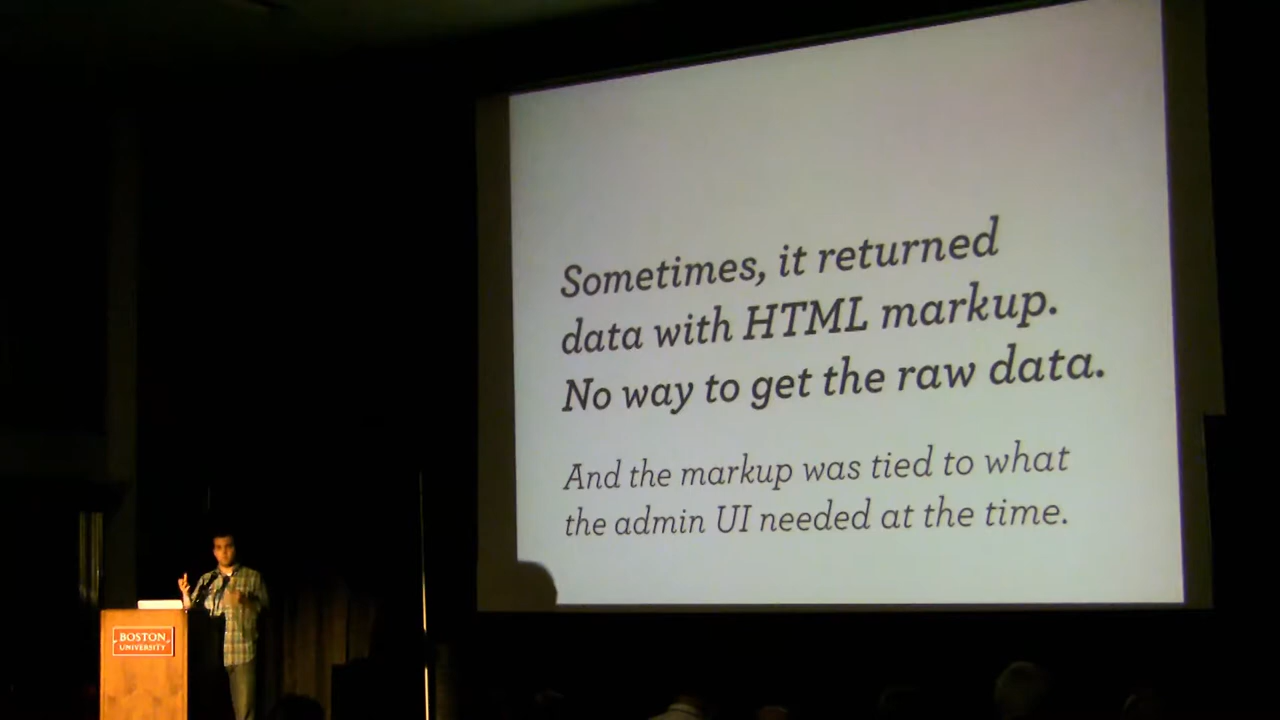 Sometimes, it returned
data with HTML markup.
No way to get the raw data.
And the markup was tied to what
the admin UI needed at the time.
BOSTON
UNIVERSITY